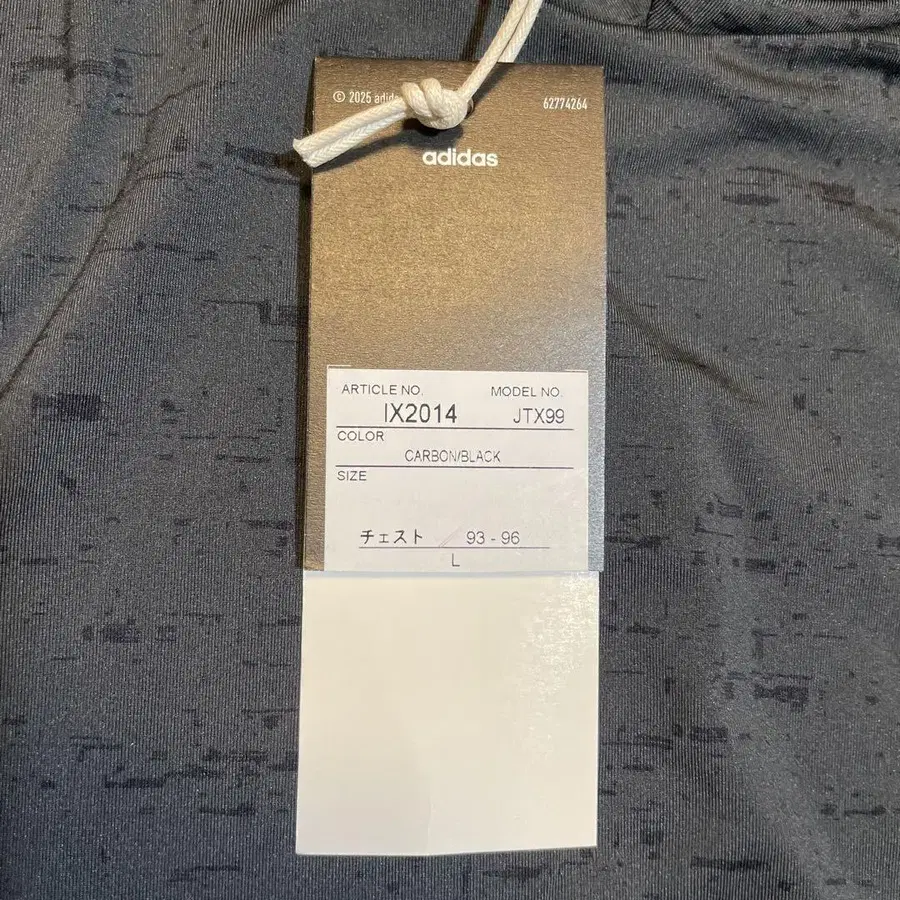 © 2025 adidas
62774264
adidas
ARTICLE NO. MODEL NO.
IX2014 JTX99
COLOR
CARBON/BLACK
SIZE
チェスト / 93 - 96
L